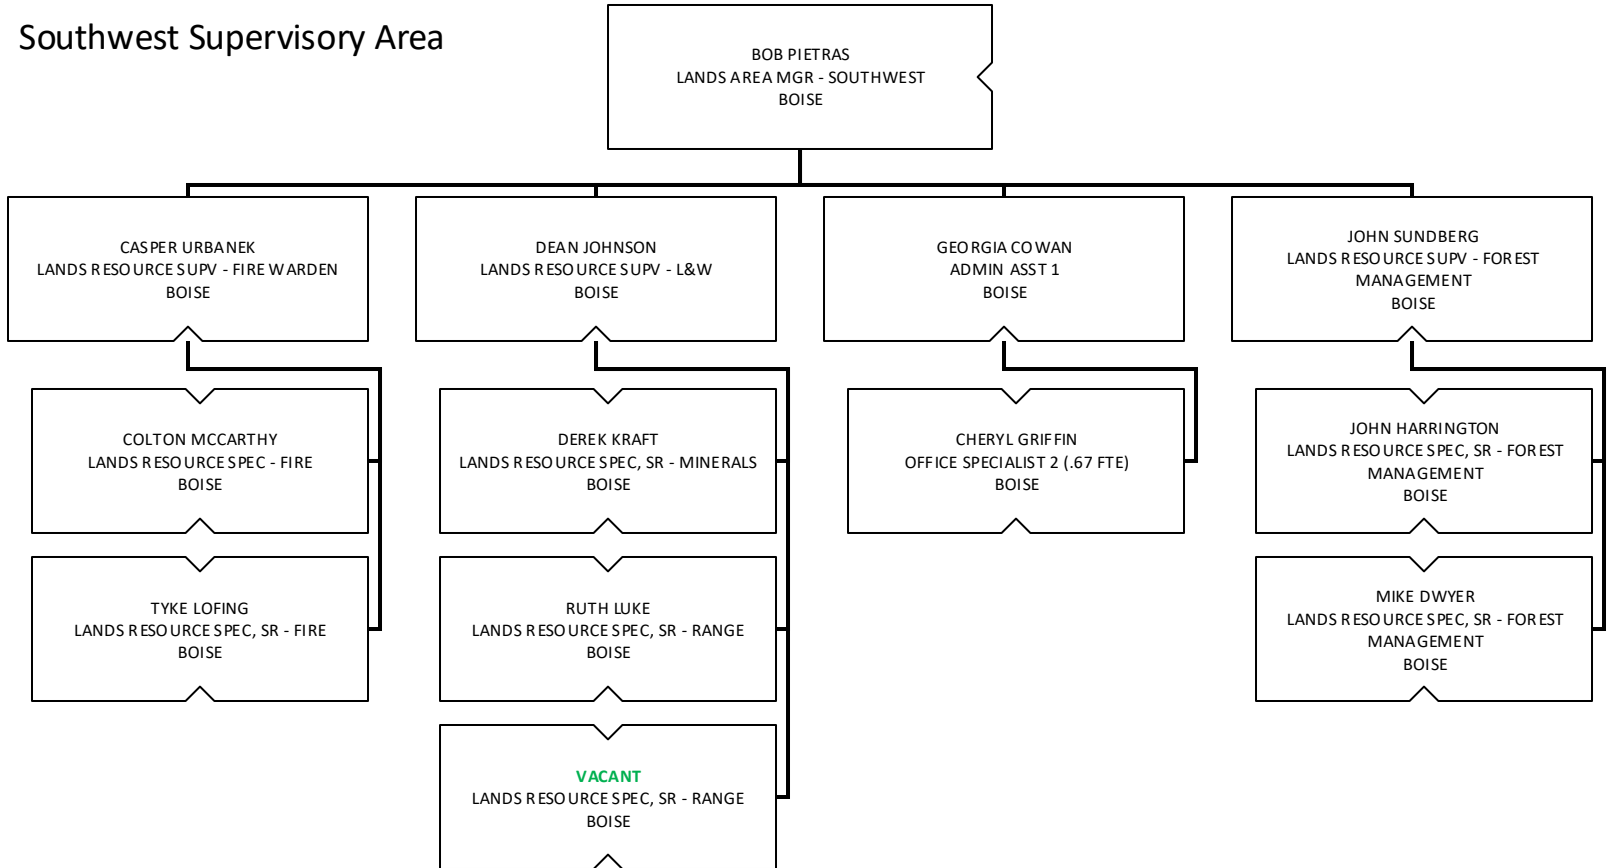 Southwest Supervisory Area
BOB PIETRAS
LANDS AREA MGR - SOUTHWEST
BOISE
CASPER URBANEK
LANDS RESOURCE SUPV - FIRE WARDEN
BOISE
DEAN JOHNSON
LANDS RESOURCE SUPV - L&W
BOISE
GEORGIA COWAN
ADMIN ASST 1
BOISE
JOHN SUNDBERG
LANDS RESOURCE SUPV - FOREST
MANAGEMENT
BOISE
COLTON MCCARTHY
LANDS RESOURCE SPEC - FIRE
BOISE
DEREK KRAFT
LANDS RESOURCE SPEC, SR - MINERALS
BOISE
CHERYL GRIFFIN
OFFICE SPECIALIST 2 (.67 FTE)
BOISE
JOHN HARRINGTON
LANDS RESOURCE SPEC, SR - FOREST
MANAGEMENT
BOISE
TYKE LOFING
LANDS RESOURCE SPEC, SR - FIRE
BOISE
RUTH LUKE
LANDS RESOURCE SPEC, SR - RANGE
BOISE
MIKE DWYER
LANDS RESOURCE SPEC, SR - FOREST
MANAGEMENT
BOISE
VACANT
LANDS RESOURCE SPEC, SR - RANGE
BOISE